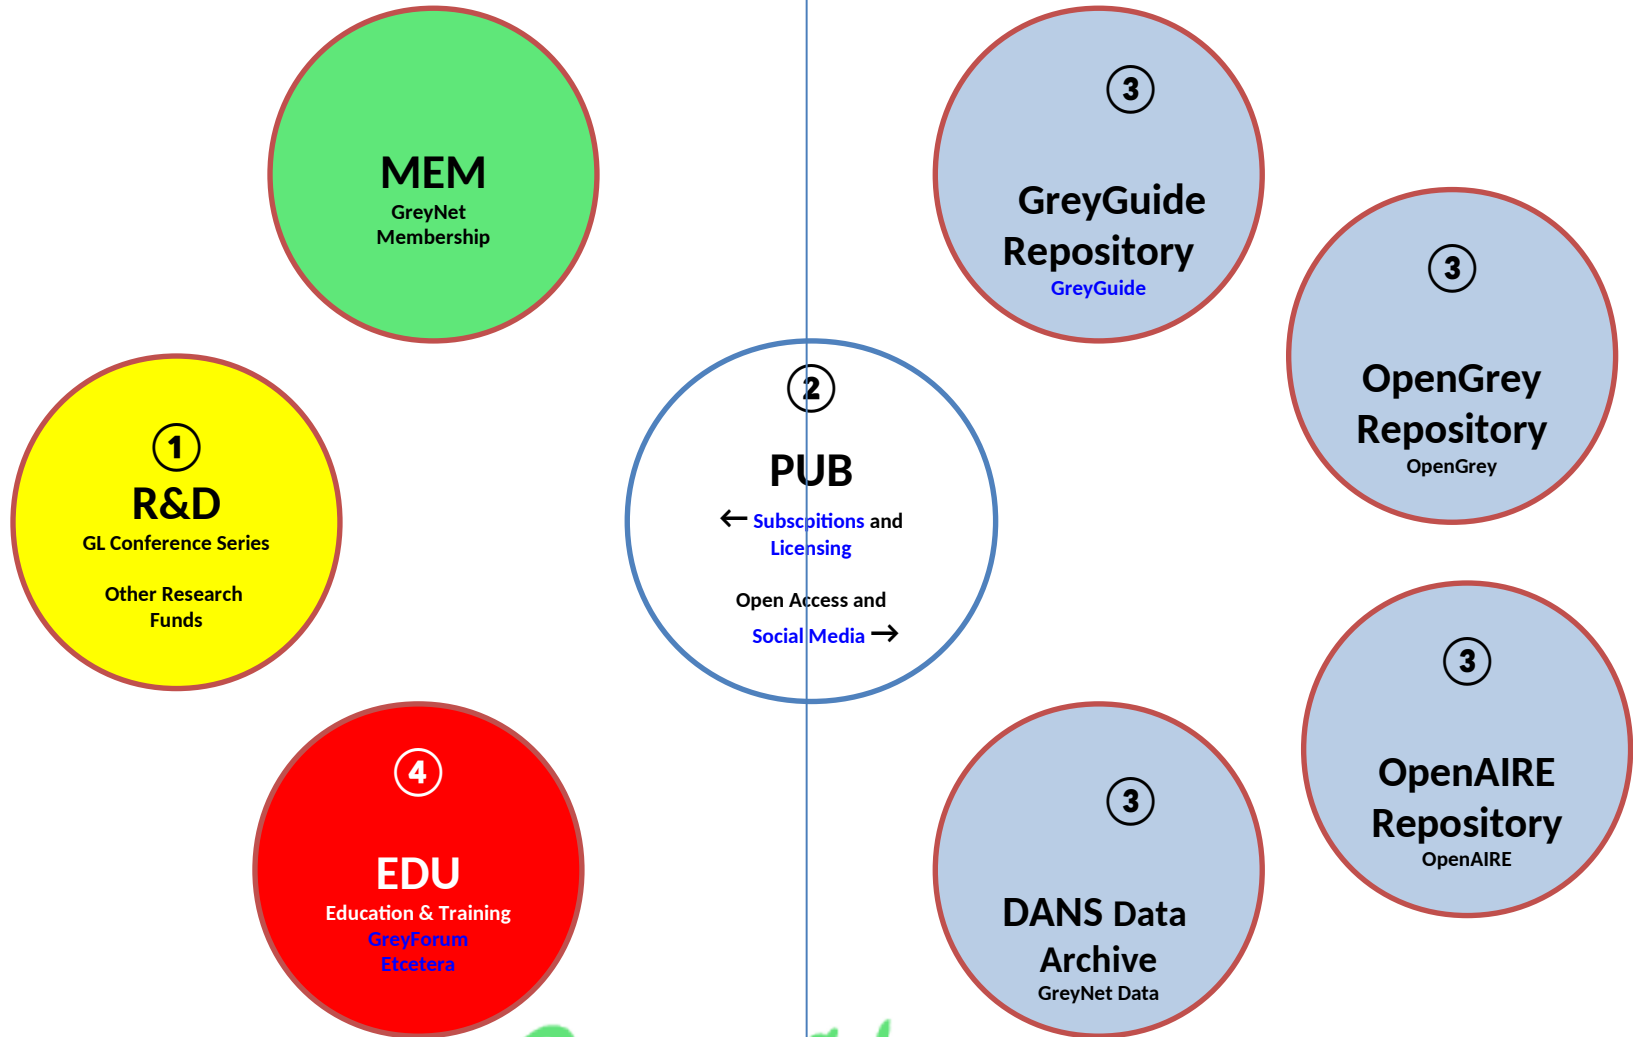 MEM
GreyNet
Membership
①
R&D
GL Conference Series
Other Research
Funds
④
EDU
Education & Training
GreyForum
Etcetera
②
PUB
← Subscpitions and
Licensing
Open Access and
Social Media →
③
GreyGuide
Repository
GreyGuide
③
OpenGrey
Repository
OpenGrey
③
OpenAIRE
Repository
OpenAIRE
③
DANS Data
Archive
GreyNet Data